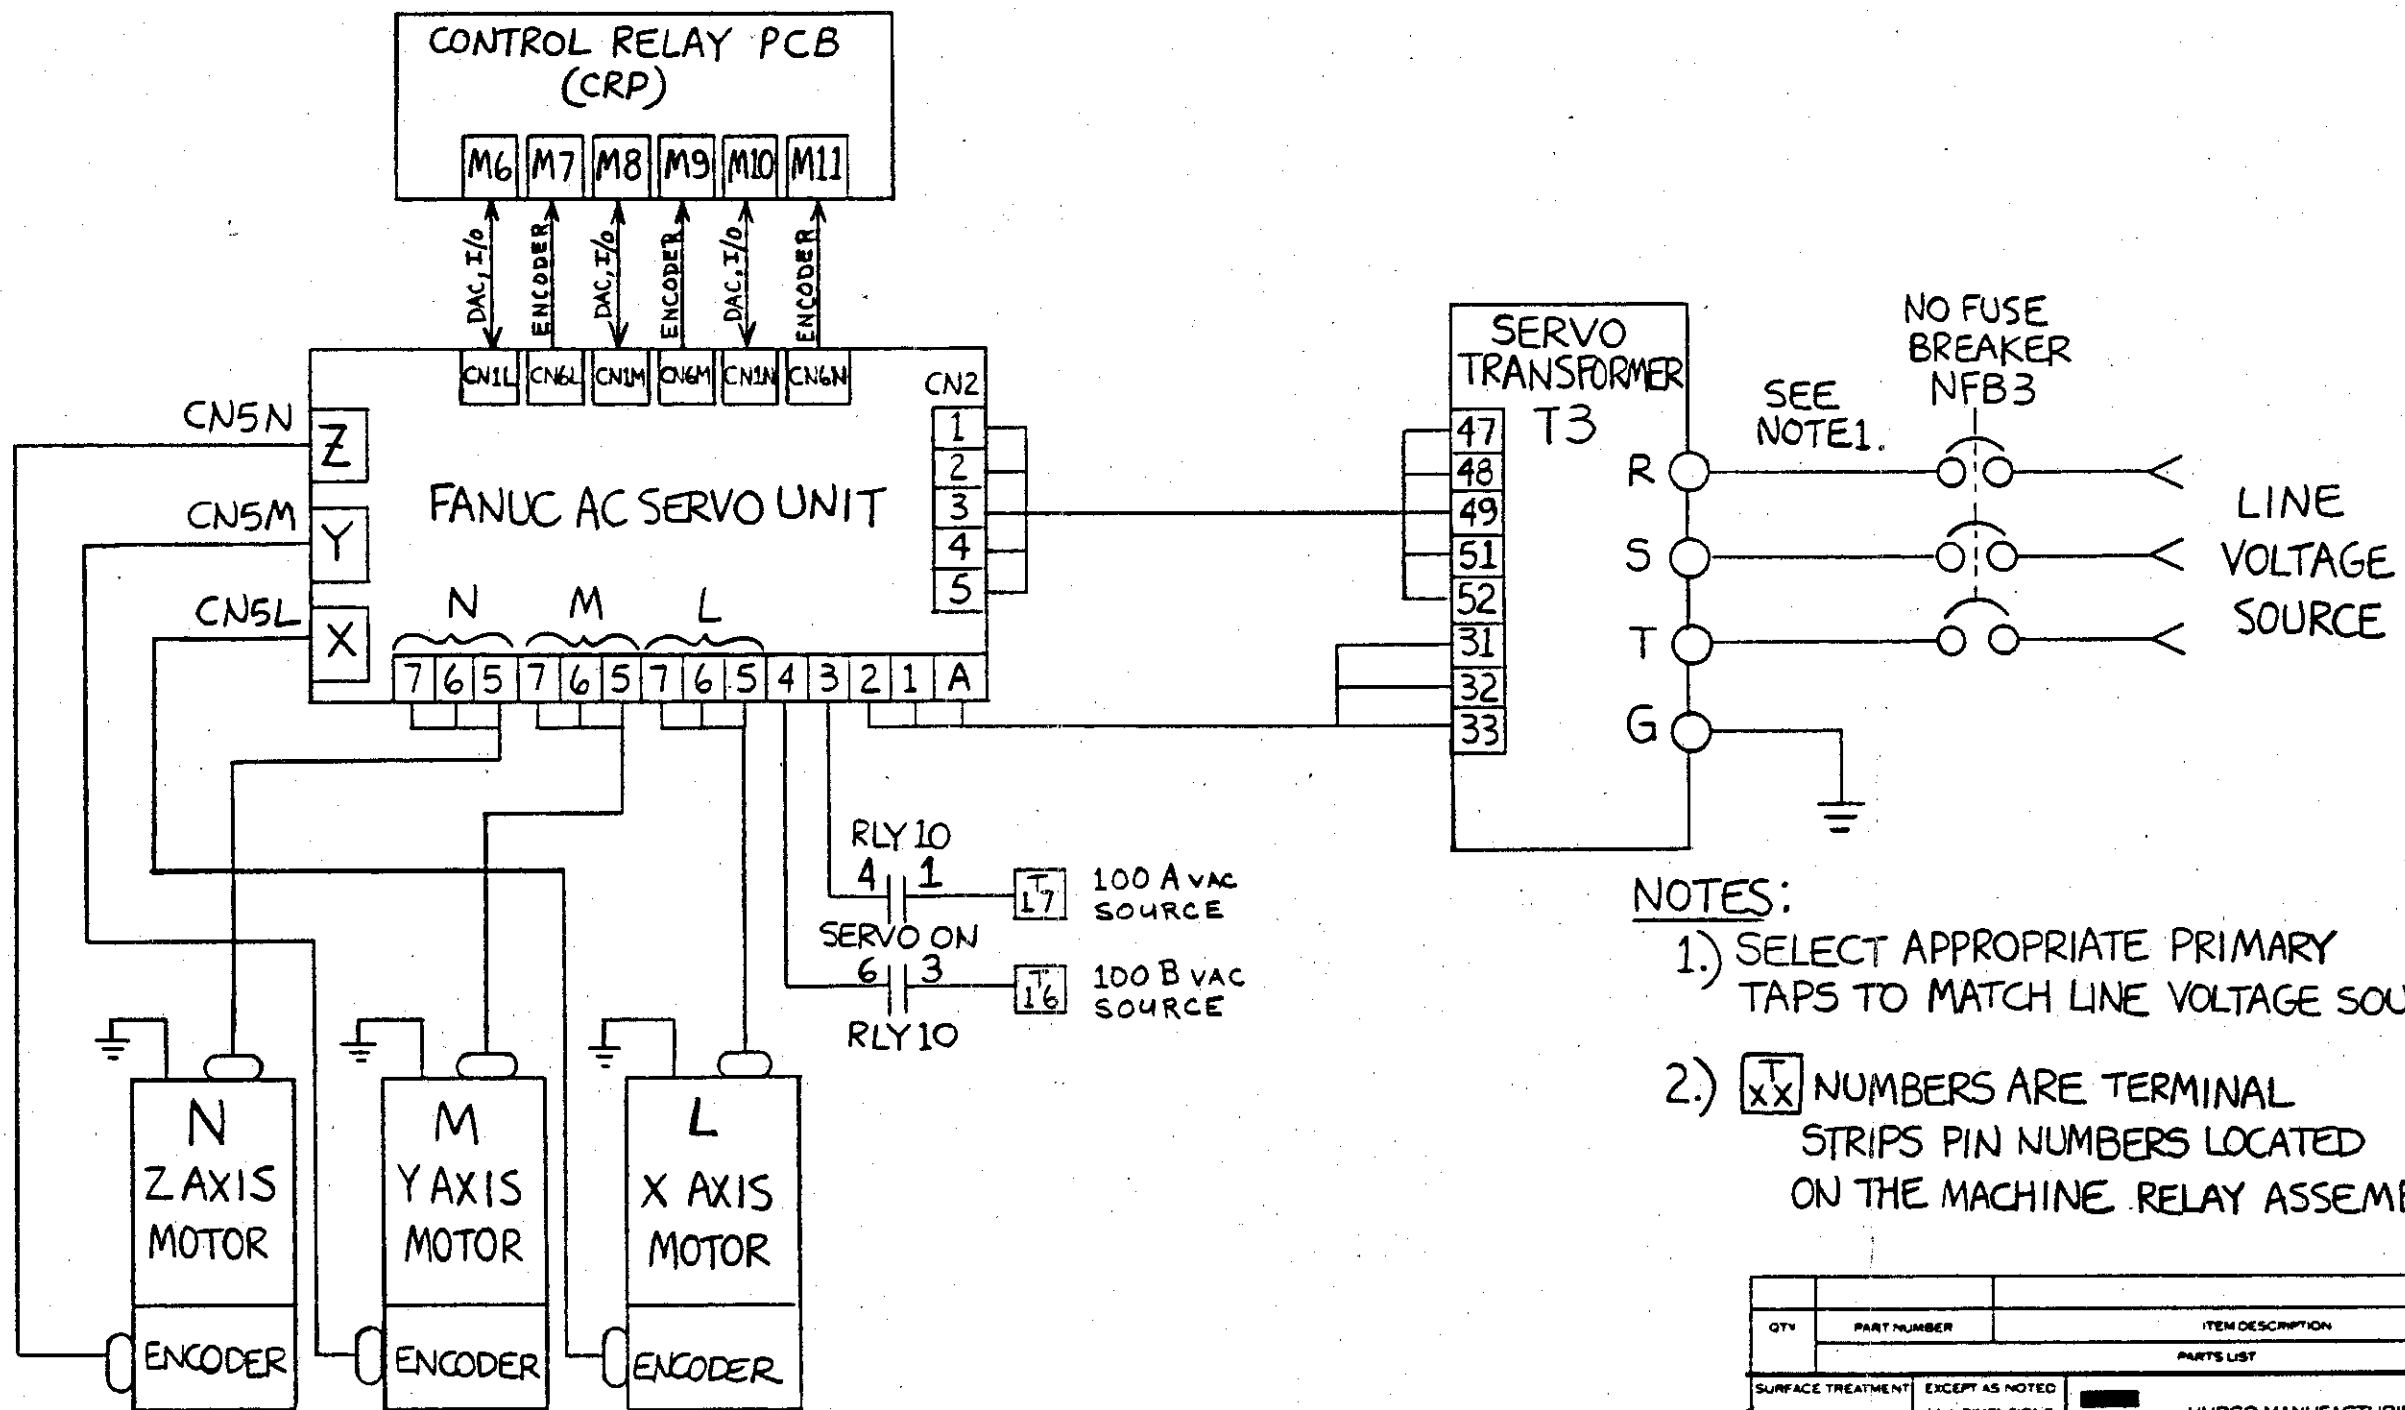 CONTROL RELAY PCB
(CRP)
M6 M7 M8 M9 M10 M11
DAC, I/O
ENCODER
DAC, I/O
ENCODER
DAC, I/O
ENCODER
CN1L CN6L CN1M CN6M CN1N CN6N
CN2
1
2
3
4
5
CN5N
Z
CN5M
Y
CN5L
X
FANUC AC SERVO UNIT
N M L
7 6 5 7 6 5 7 6 5 4 3 2 1 A
SERVO
TRANSFORMER
T3
47
48
49
51
52
31
32
33
R
S
T
G
SEE
NOTE1.
NO FUSE
BREAKER
NFB3
LINE
VOLTAGE
SOURCE
RLY 10
4 1
T
17
100 A VAC
SOURCE
SERVO ON
6 3
T
16
100 B VAC
SOURCE
RLY10
N
Z AXIS
MOTOR
ENCODER
M
Y AXIS
MOTOR
ENCODER
L
X AXIS
MOTOR
ENCODER
NOTES:
1.) SELECT APPROPRIATE PRIMARY
TAPS TO MATCH LINE VOLTAGE SOU
2.) T XX NUMBERS ARE TERMINAL
STRIPS PIN NUMBERS LOCATED
ON THE MACHINE RELAY ASSEM
QTY PART NUMBER ITEM DESCRIPTION
PARTS LIST
SURFACE TREATMENT EXCEPT AS NOTED